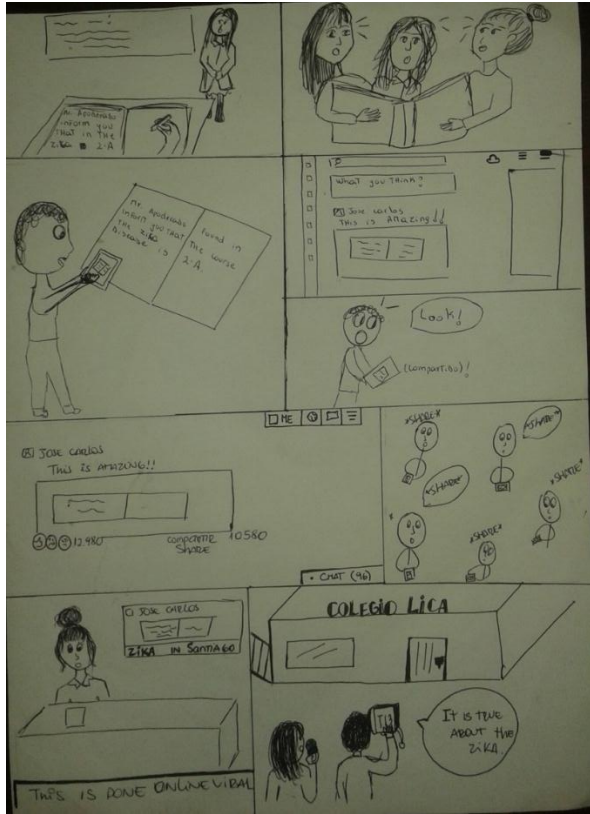 Mr. Apoderado
inform you
that in the
zika 2-A
Mr. Apoderado
inform you that
the zika
Disease is
found in
the course
2-A.
What you think?
Jose Carlos
This is Amazing!!
Look!
(Compartido)!
ME
Jose Carlos
This is AMAZING!!
12.980
compartir
SHARE
10580
• CHAT (96)
*SHARE*
*SHARE*
*SHARE*
*SHARE*
*SHARE*
*SHARE*
Jose Carlos
ZIKA IN SANTIAGO
THIS IS DONE ONLINE VIRAL
COLEGIO LICA
It is true
about the
zika.